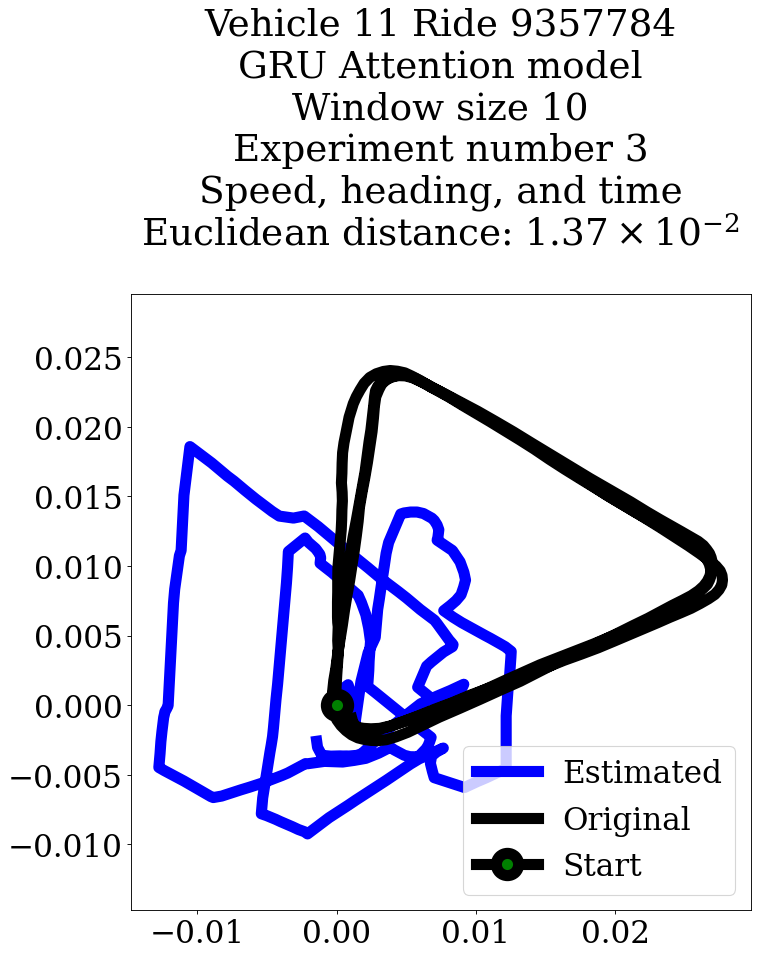 Vehicle 11 Ride 9357784
GRU Attention model
Window size 10
Experiment number 3
Speed, heading, and time
Euclidean distance: 1.37 × 10⁻²
0.025
0.020
0.015
0.010
0.005
0.000
−0.005
−0.010
Estimated
Original
Start
−0.01 0.00 0.01 0.02